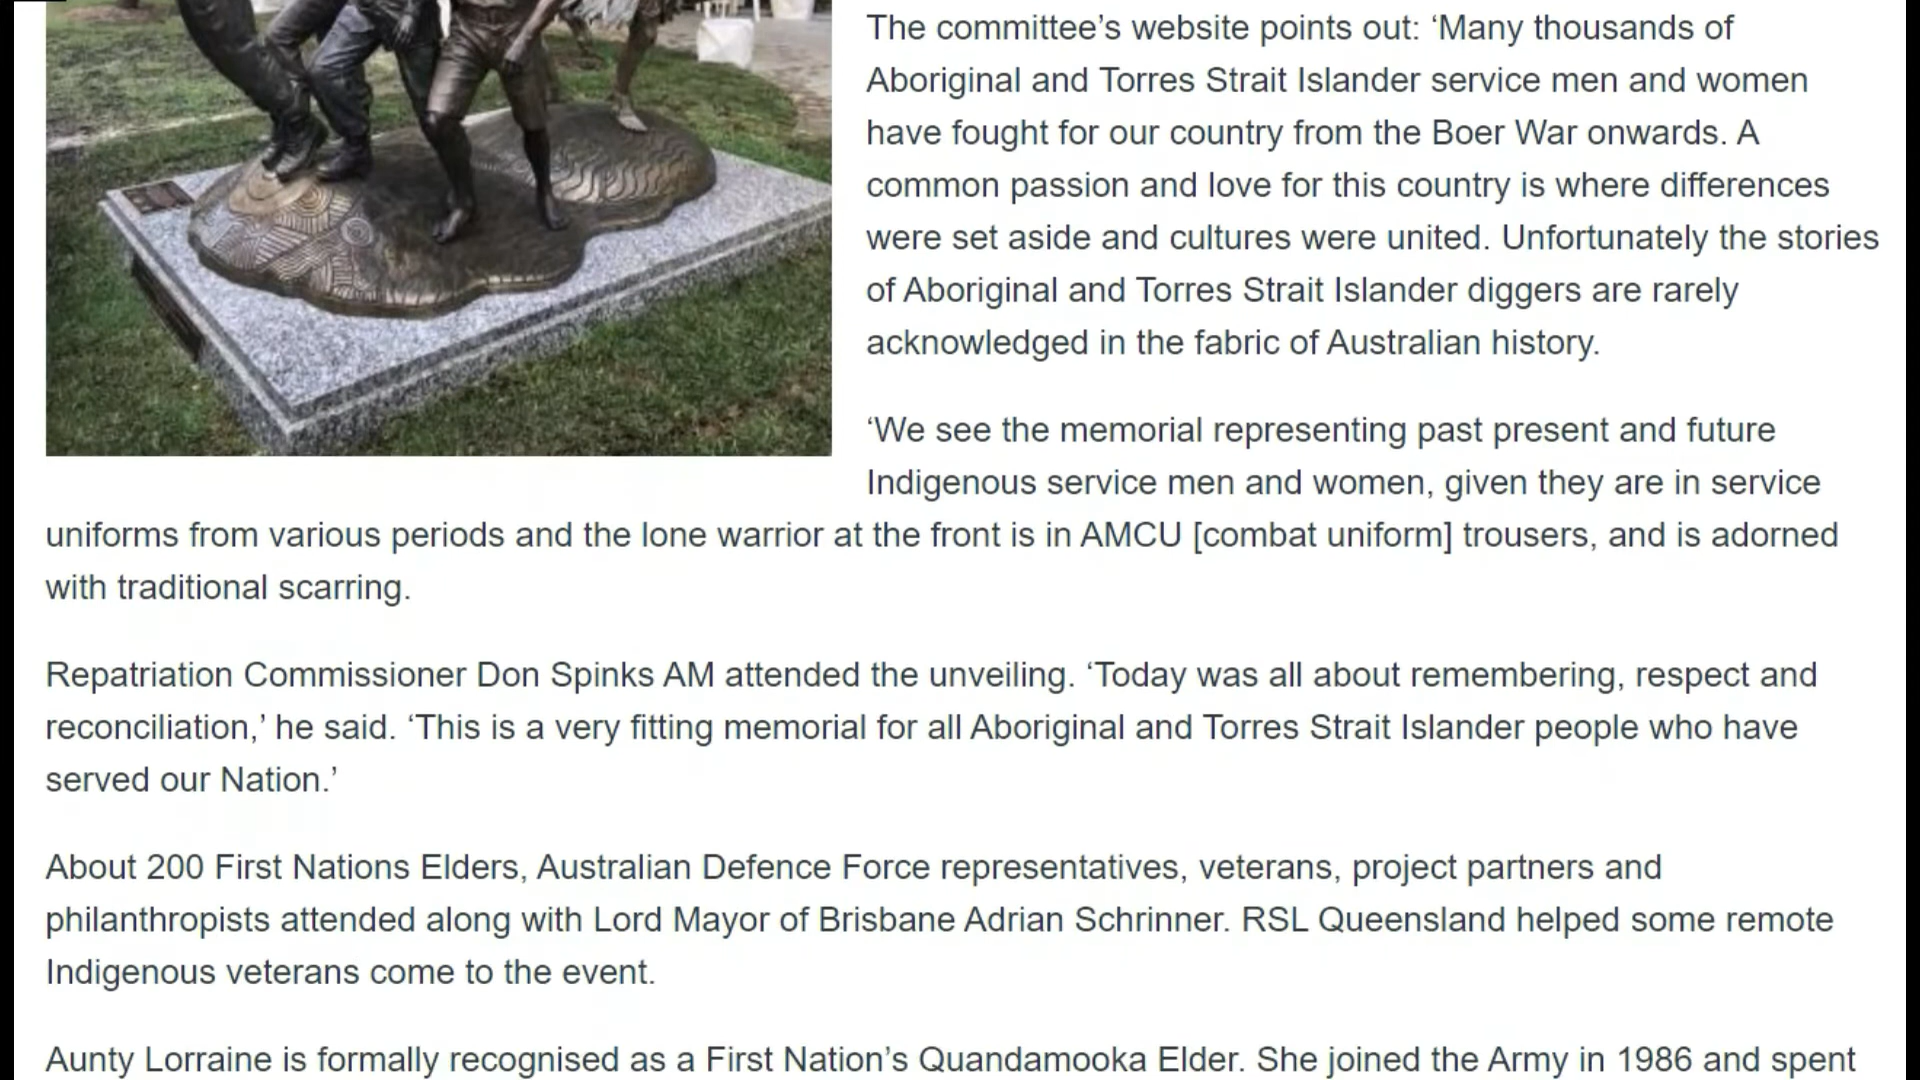 The committee’s website points out: ‘Many thousands of
Aboriginal and Torres Strait Islander service men and women
have fought for our country from the Boer War onwards. A
common passion and love for this country is where differences
were set aside and cultures were united. Unfortunately the stories
of Aboriginal and Torres Strait Islander diggers are rarely
acknowledged in the fabric of Australian history.
‘We see the memorial representing past present and future
Indigenous service men and women, given they are in service
uniforms from various periods and the lone warrior at the front is in AMCU [combat uniform] trousers, and is adorned
with traditional scarring.
Repatriation Commissioner Don Spinks AM attended the unveiling. ‘Today was all about remembering, respect and
reconciliation,’ he said. ‘This is a very fitting memorial for all Aboriginal and Torres Strait Islander people who have
served our Nation.’
About 200 First Nations Elders, Australian Defence Force representatives, veterans, project partners and
philanthropists attended along with Lord Mayor of Brisbane Adrian Schrinner. RSL Queensland helped some remote
Indigenous veterans come to the event.
Aunty Lorraine is formally recognised as a First Nation’s Quandamooka Elder. She joined the Army in 1986 and spent